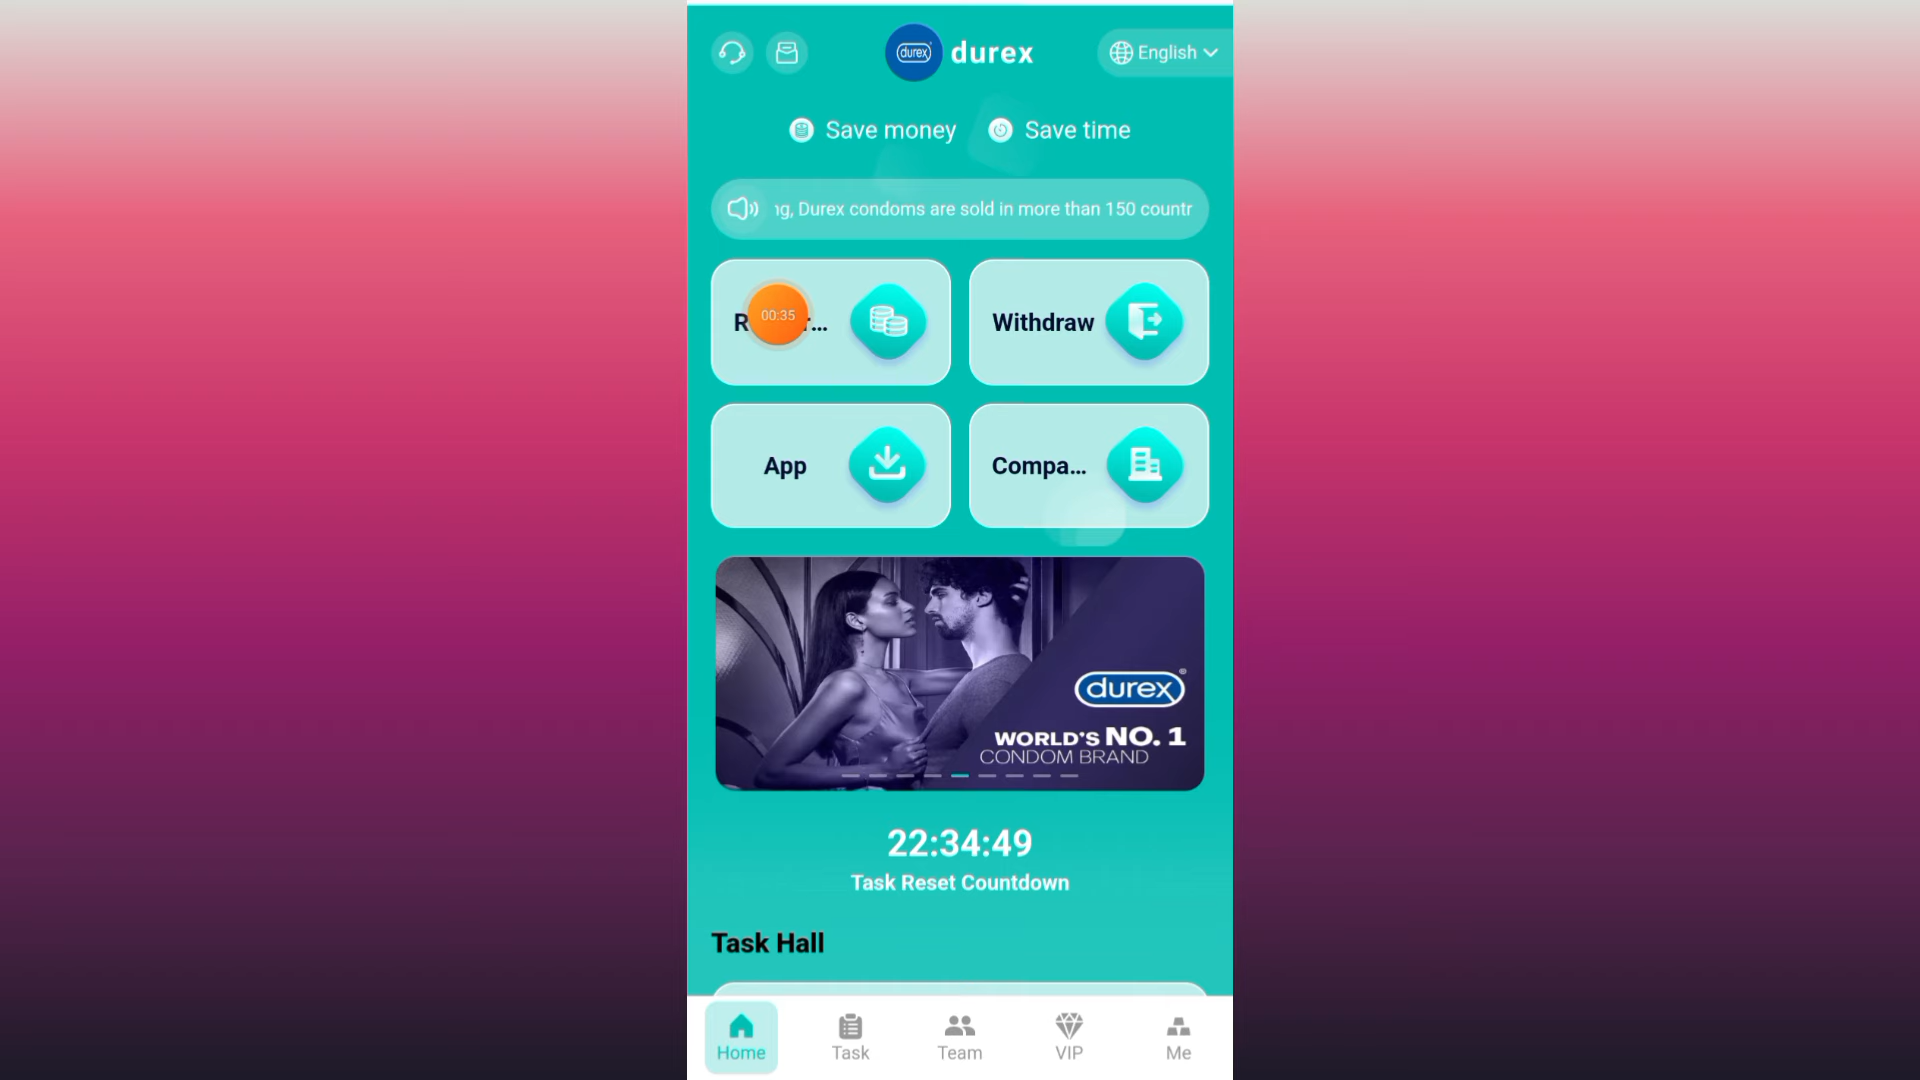 durex durex
English
Save money Save time
ng, Durex condoms are sold in more than 150 countr
00:35
Withdraw
App
Compa...
durex
WORLD'S NO. 1
CONDOM BRAND
22:34:49
Task Reset Countdown
Task Hall
Home Task Team VIP Me